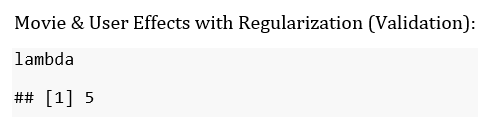 Movie & User Effects with Regularization (Validation):
lambda
## [1] 5